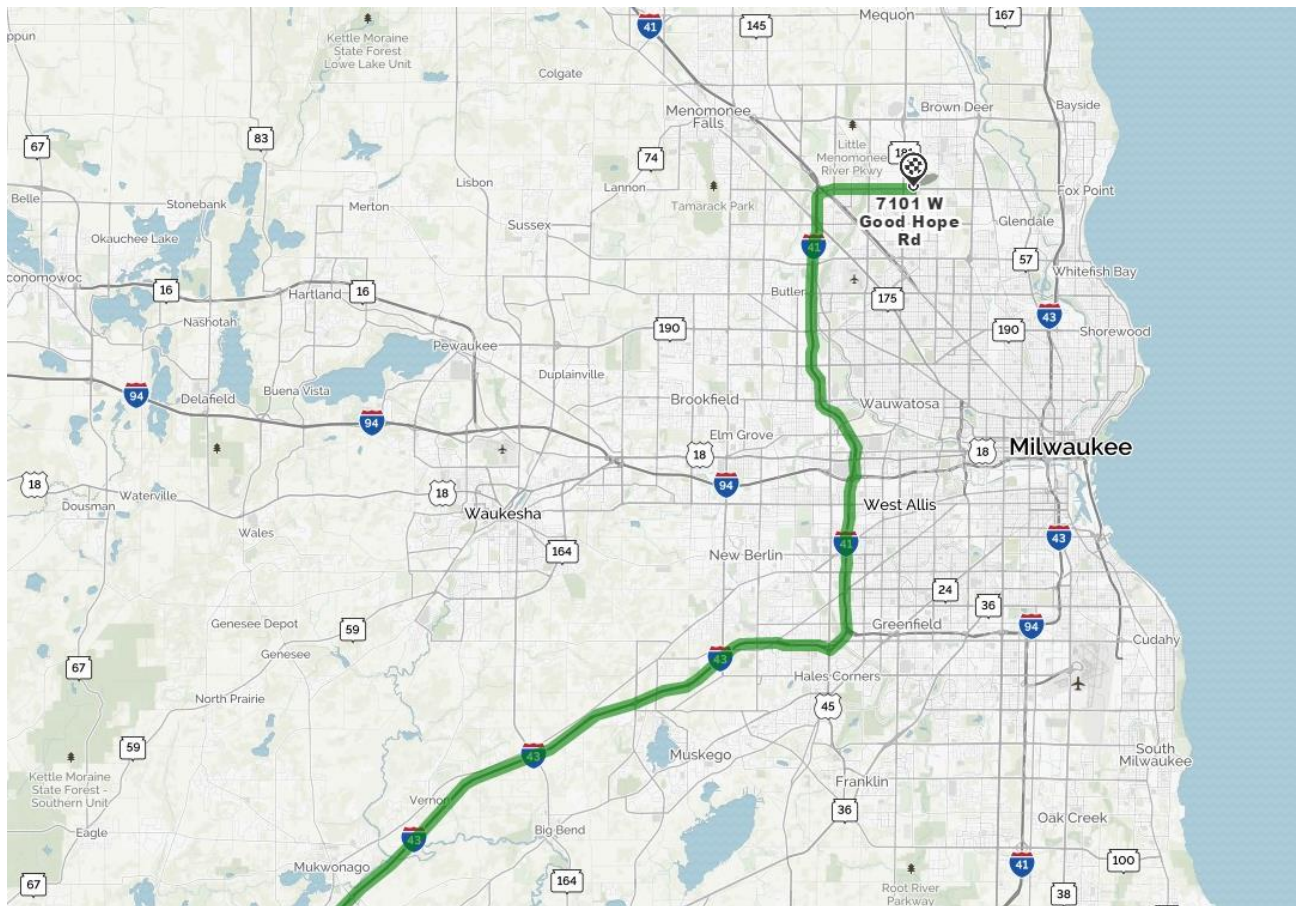 Mequon
167
145
41
Kettle Moraine
State Forest
Lowe Lake Unit
Colgate
Bayside
Menomonee
Falls
Brown Deer
67
83
Little
Menomonee
River Pkwy
74
Lisbon
Lannon
Belle
Stonebank
Merton
Tamarack Park
Fox Point
7101 W
Good Hope
Rd
Glendale
Sussex
Okauchee Lake
41
57
Whitefish Bay
16
Hartland
16
Butler
175
Nashotah
43
190
190
Shorewood
Pewaukee
Duplainville
94
Delafield
Buena Vista
Brookfield
Wauwatosa
94
Elm Grove
18
18
Milwaukee
18
94
Waterville
18
Dousman
Waukesha
West Allis
Wales
164
New Berlin
41
43
24
36
Genesee Depot
59
Greenfield
94
Genesee
Cudahy
67
43
Hales Corners
North Prairie
45
59
43
Muskego
South
Milwaukee
Kettle Moraine
State Forest -
Southern Unit
Franklin
Vernon
36
Eagle
43
Big Bend
Oak Creek
Mukwonago
41
100
67
164
Root River
Parkway
38